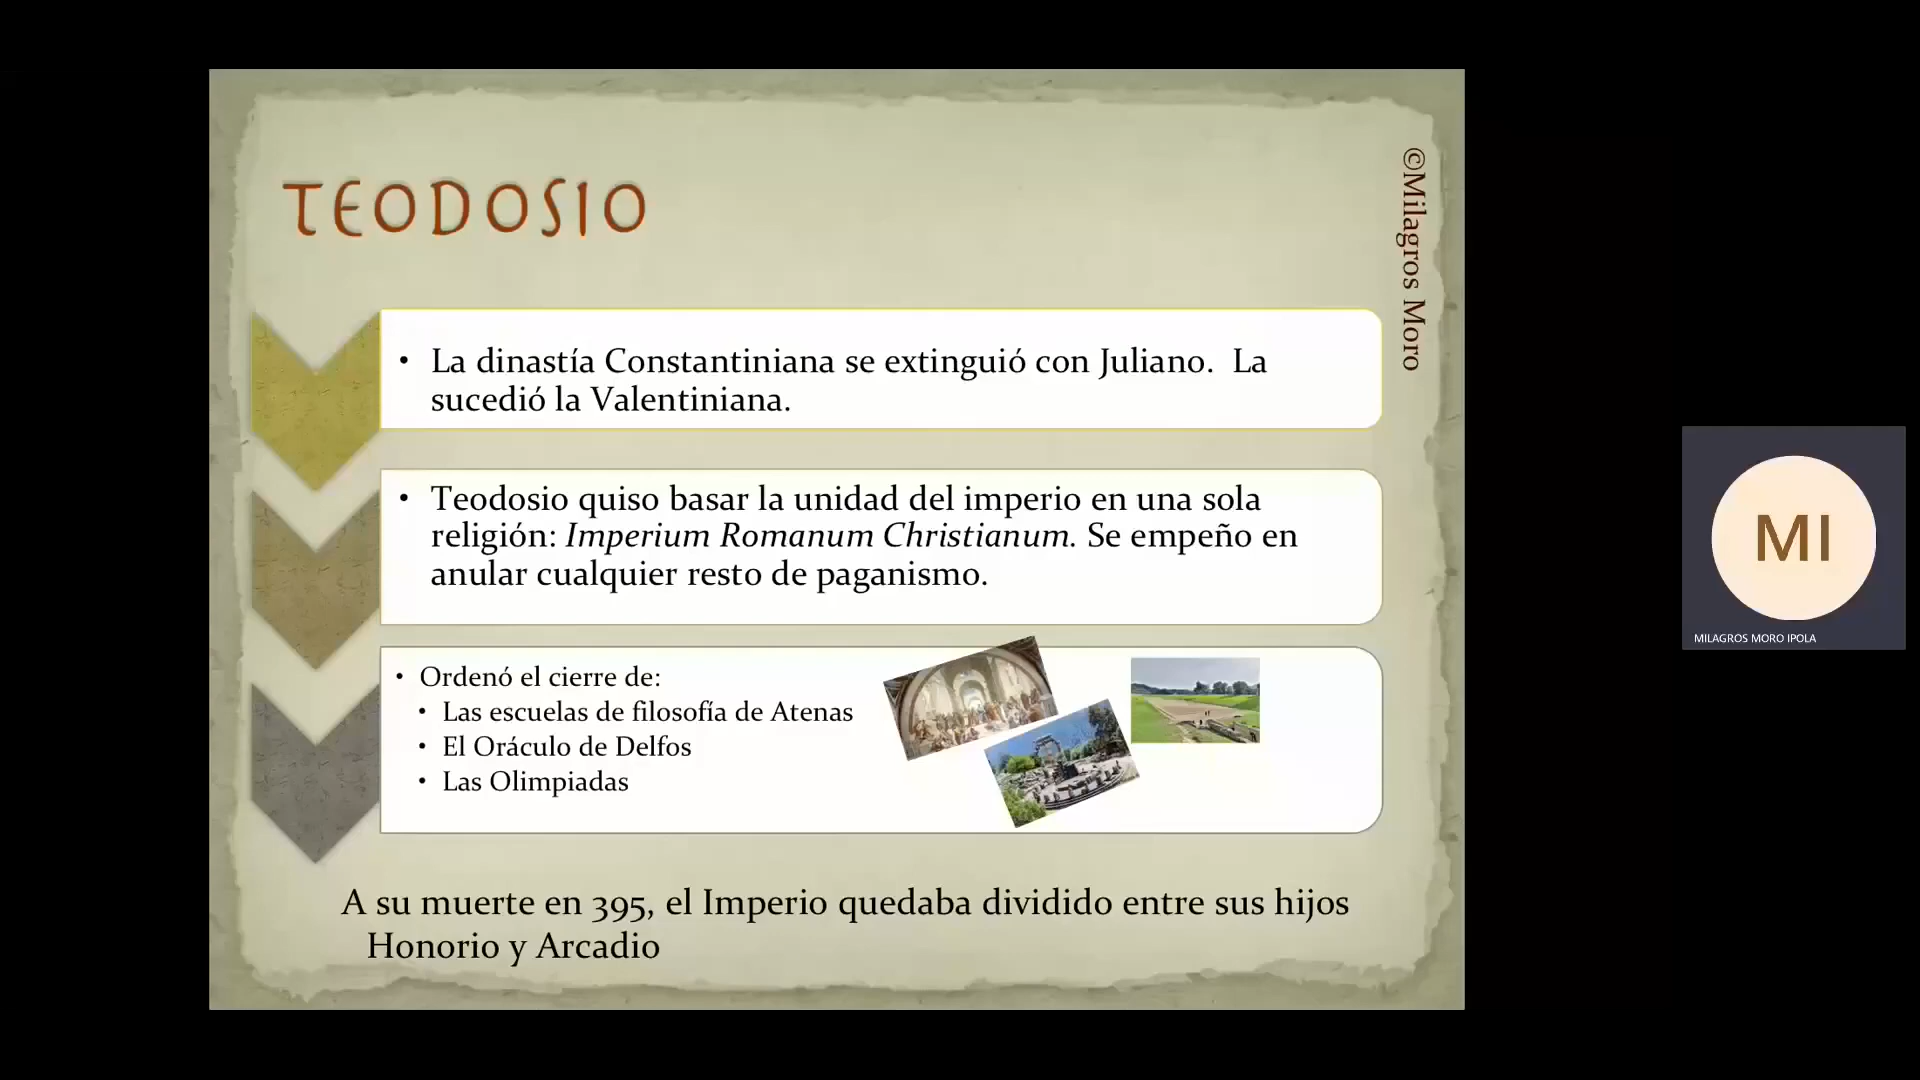 TEODOSIO
©Milagros Moro
• La dinastía Constantiniana se extinguió con Juliano. La
sucedió la Valentiniana.
• Teodosio quiso basar la unidad del imperio en una sola
religión: Imperium Romanum Christianum. Se empeño en
anular cualquier resto de paganismo.
• Ordenó el cierre de:
• Las escuelas de filosofía de Atenas
• El Oráculo de Delfos
• Las Olimpiadas
A su muerte en 395, el Imperio quedaba dividido entre sus hijos
Honorio y Arcadio
MI
MILAGROS MORO IPOLA